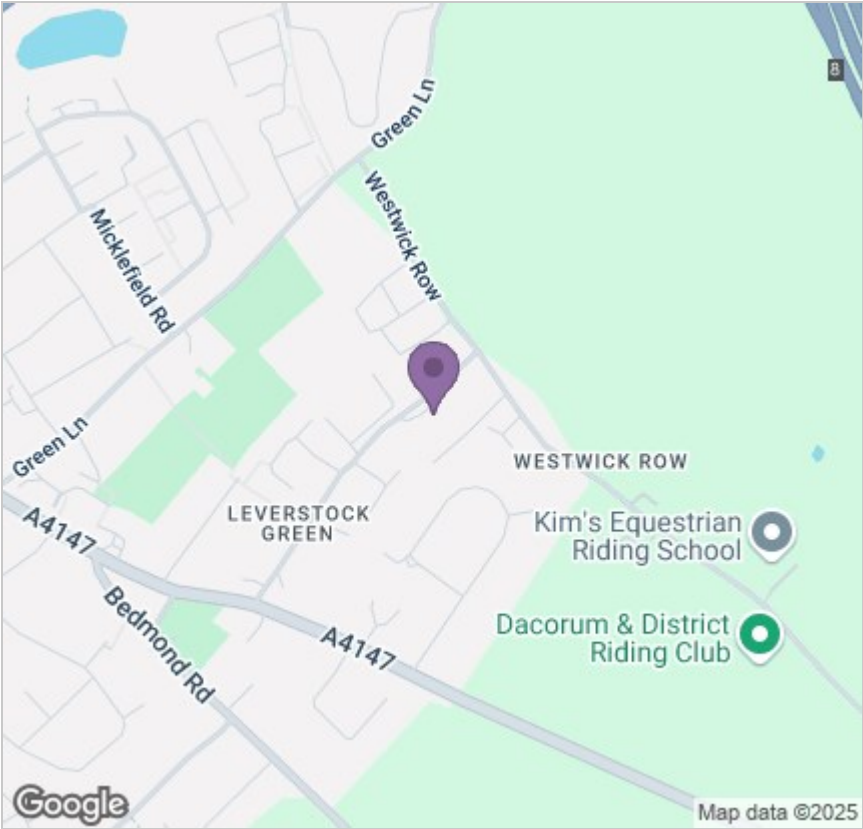 8
Green Ln
Westwick Row
Micklefield Rd
Green Ln
WESTWICK ROW
LEVERSTOCK
GREEN
A4147
Kim's Equestrian
Riding School
Bedmond Rd
A4147
Dacorum & District
Riding Club
Google
Map data ©2025